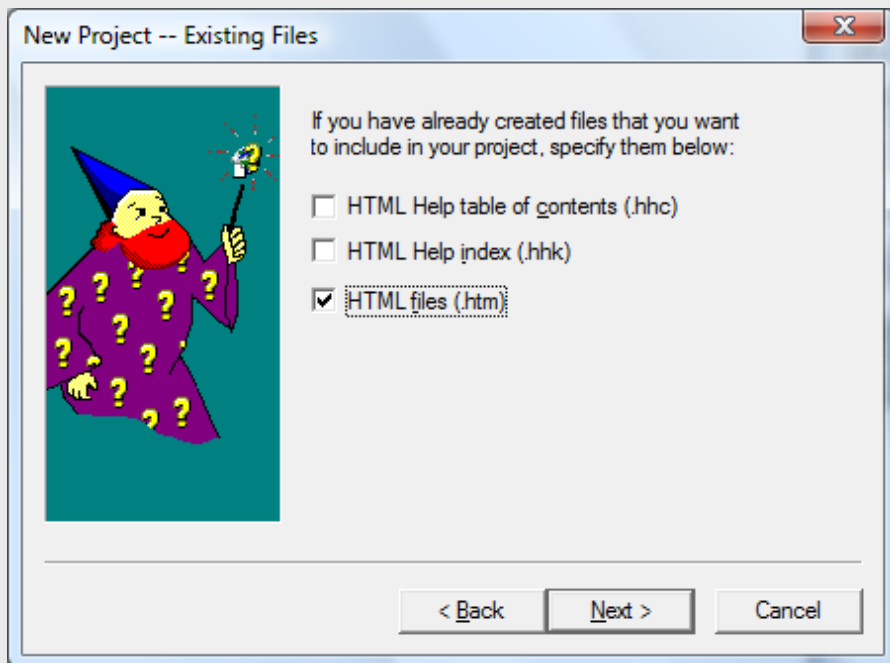 New Project -- Existing Files
If you have already created files that you want
to include in your project, specify them below:
HTML Help table of contents (.hhc)
HTML Help index (.hhk)
HTML files (.htm)
< Back
Next >
Cancel